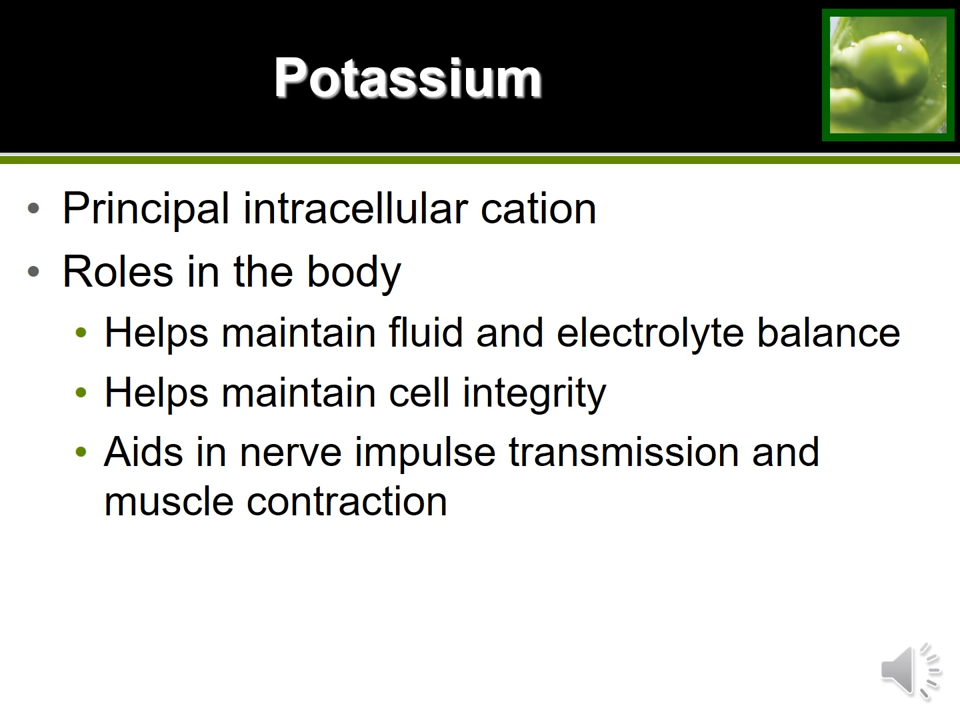 Potassium
• Principal intracellular cation
• Roles in the body
• Helps maintain fluid and electrolyte balance
• Helps maintain cell integrity
• Aids in nerve impulse transmission and
muscle contraction